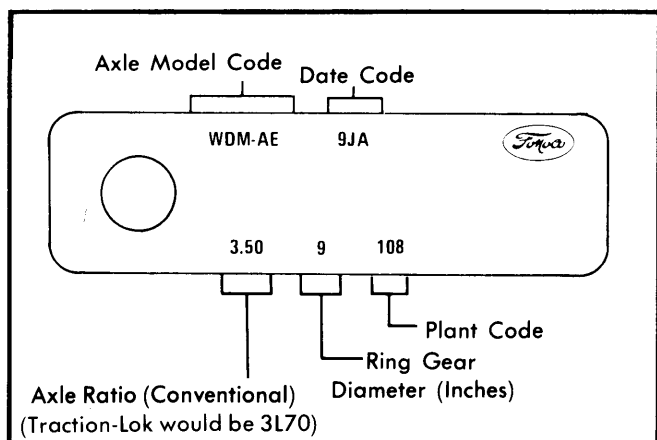 Axle Model Code
Date Code
WDM-AE 9JA
FoMoCo
3.50 9 108
Plant Code
Ring Gear
Diameter (Inches)
Axle Ratio (Conventional)
(Traction-Lok would be 3L70)